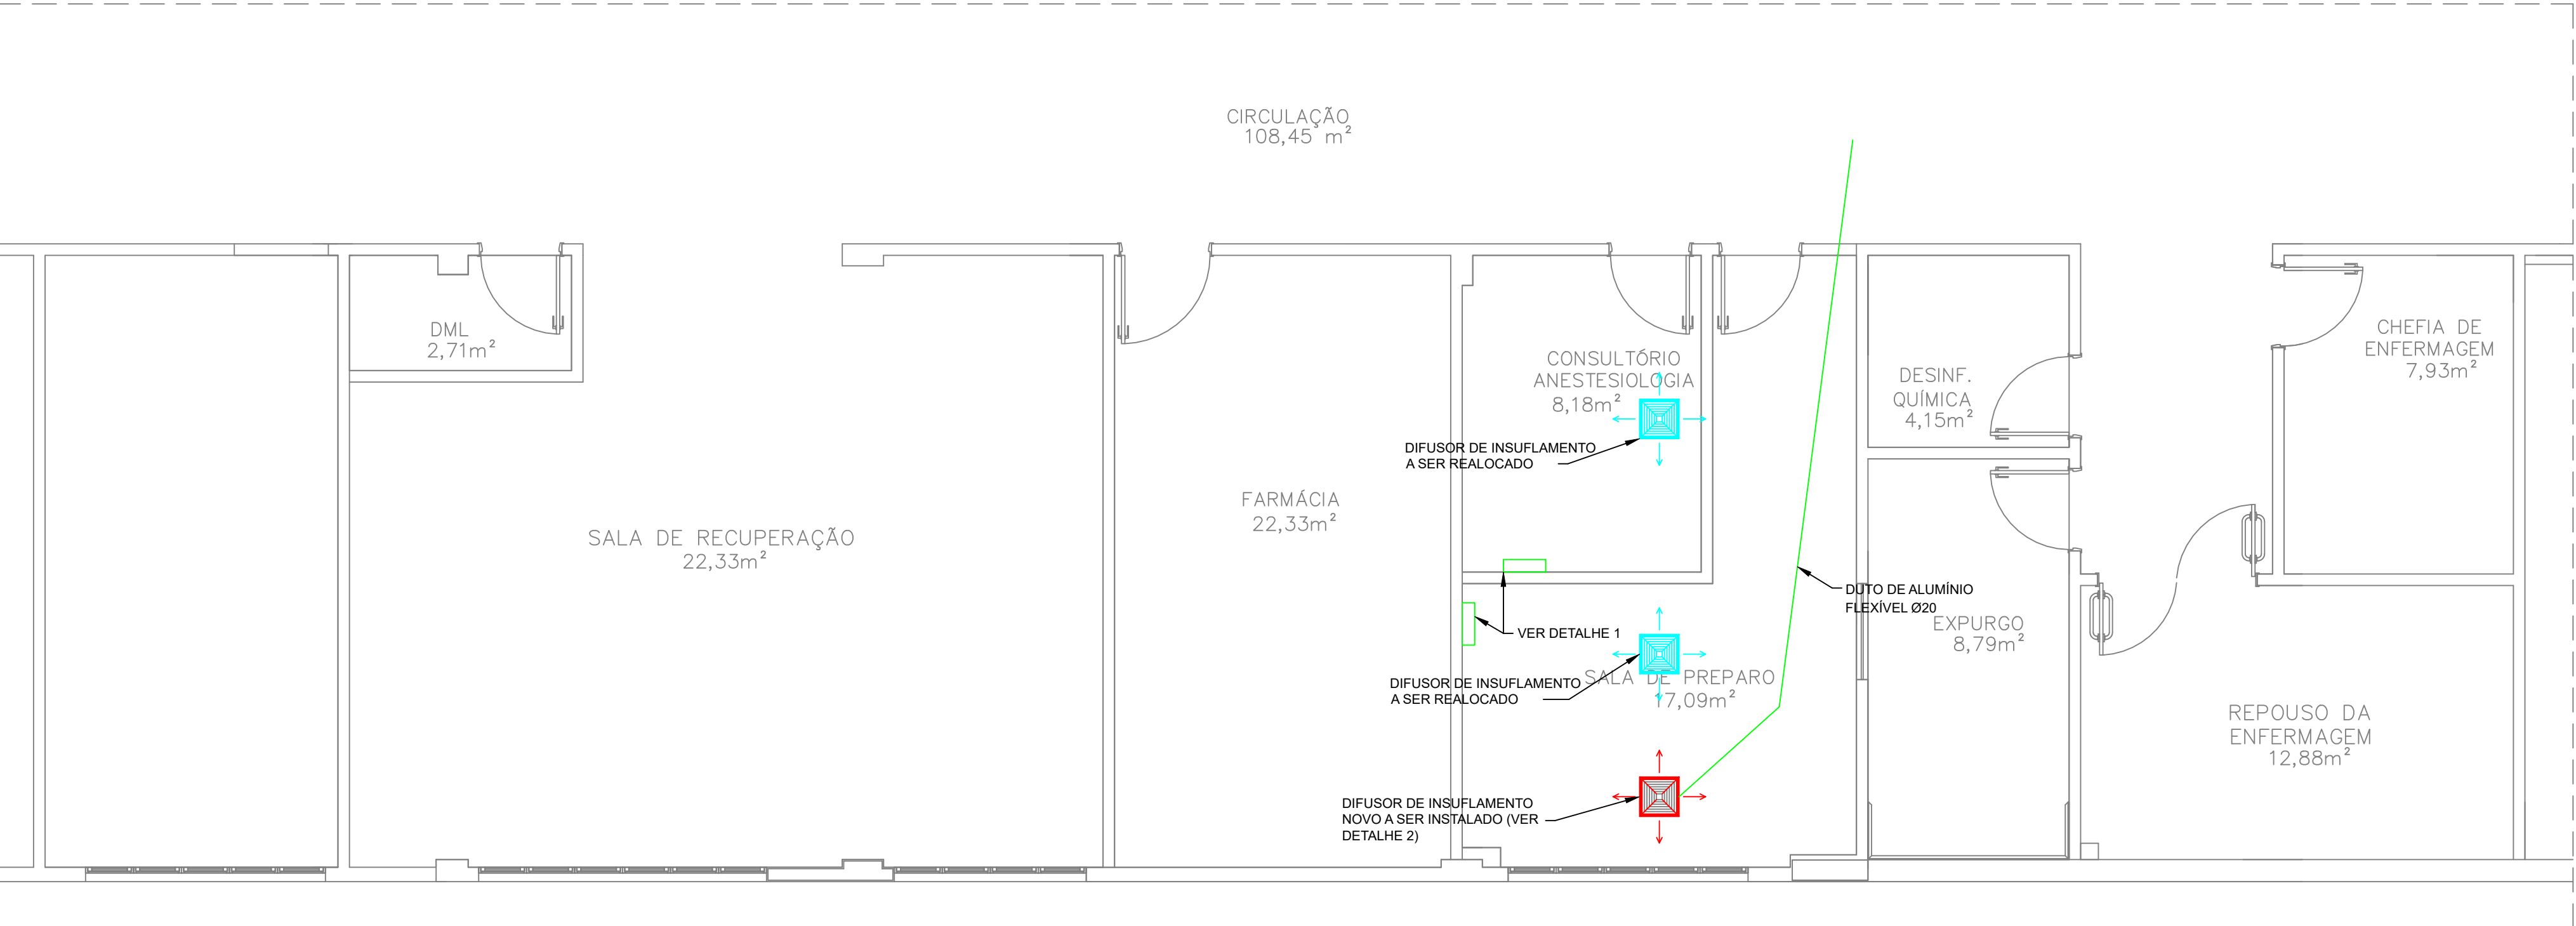 CIRCULAÇÃO
108,45 m²
DML
2,71m²
SALA DE RECUPERAÇÃO
22,33m²
FARMÁCIA
22,33m²
CONSULTÓRIO
ANESTESIOLOGIA
8,18m²
DIFUSOR DE INSUFLAMENTO
A SER REALOCADO
VER DETALHE 1
DIFUSOR DE INSUFLAMENTO
A SER REALOCADO
SALA DE PREPARO
17,09m²
DIFUSOR DE INSUFLAMENTO
NOVO A SER INSTALADO (VER
DETALHE 2)
DUTO DE ALUMÍNIO
FLEXÍVEL Ø20
DESINF.
QUÍMICA
4,15m²
EXPURGO
8,79m²
CHEFIA DE
ENFERMAGEM
7,93m²
REPOUSO DA
ENFERMAGEM
12,88m²